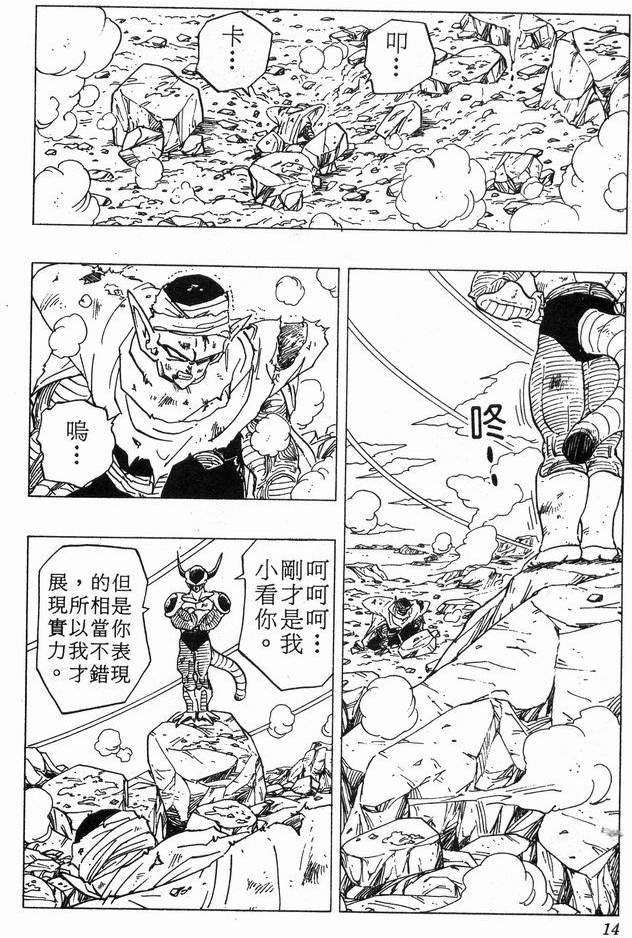 叩…
卡…
咚…
嗚…
呵呵呵…
剛才是我
小看你。
但是你表現
的相當不錯
，所以我才
展現實力。
14